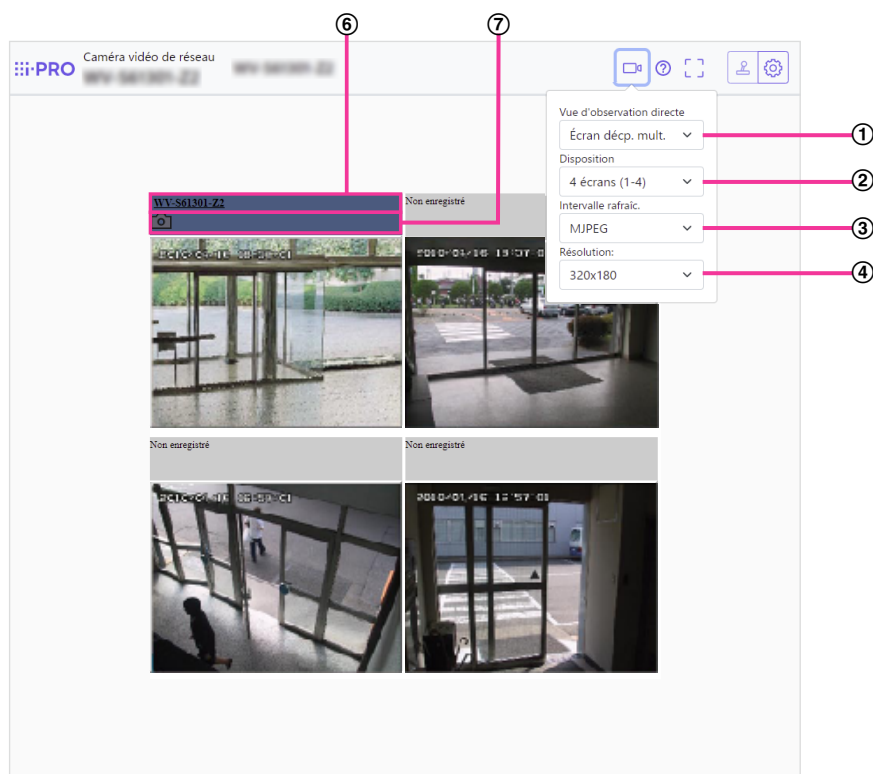 ⑥ ⑦
i-PRO Caméra vidéo de réseau
Vue d'observation directe
Écran décp. mult. ①
Disposition
4 écrans (1-4) ②
Intervalle rafraîc.
MJPEG ③
Résolution:
320x180 ④
WV-S61301-Z2
Non enregistré
Non enregistré
Non enregistré